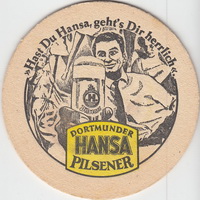 »Hast Du Hansa, geht's Dir herrlich«
DORTMUNDER
HANSA
PILSENER